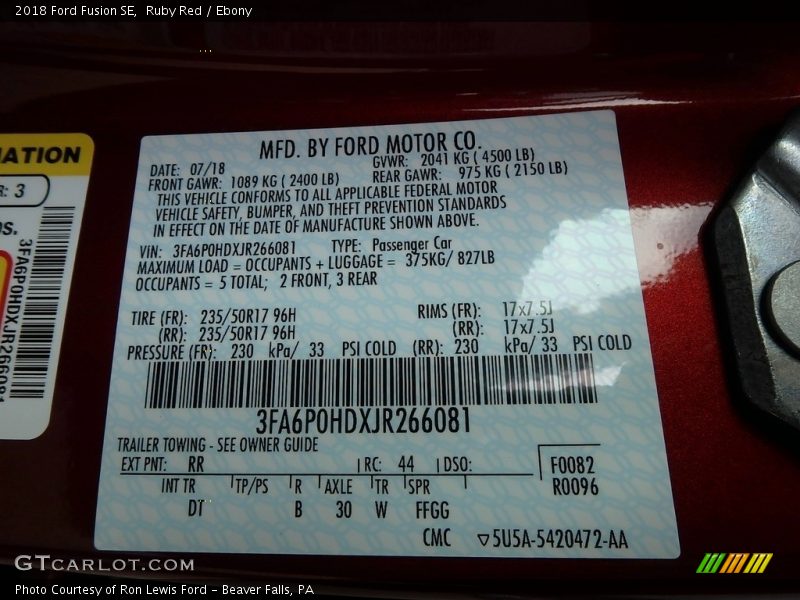 2018 Ford Fusion SE, Ruby Red / Ebony
MATION
R: 3
OS.
3FA6P0HDXJR266081
MFD. BY FORD MOTOR CO.
DATE: 07/18 GVWR: 2041 KG ( 4500 LB)
FRONT GAWR: 1089 KG ( 2400 LB) REAR GAWR: 975 KG ( 2150 LB)
THIS VEHICLE CONFORMS TO ALL APPLICABLE FEDERAL MOTOR
VEHICLE SAFETY, BUMPER, AND THEFT PREVENTION STANDARDS
IN EFFECT ON THE DATE OF MANUFACTURE SHOWN ABOVE.
VIN: 3FA6P0HDXJR266081 TYPE: Passenger Car
MAXIMUM LOAD = OCCUPANTS + LUGGAGE = 375KG/ 827LB
OCCUPANTS = 5 TOTAL; 2 FRONT, 3 REAR
TIRE (FR): 235/50R17 96H RIMS (FR): 17x7.5J
(RR): 235/50R17 96H (RR): 17x7.5J
PRESSURE (FR): 230 kPa/ 33 PSI COLD (RR): 230 kPa/ 33 PSI COLD
3FA6P0HDXJR266081
TRAILER TOWING - SEE OWNER GUIDE
EXT PNT: RR RC: 44 DSO: F0082
R0096
INT TR TP/PS R AXLE TR SPR
DT B 30 W FFGG
CMC ▽5U5A-5420472-AA
GTCARLOT.COM
Photo Courtesy of Ron Lewis Ford – Beaver Falls, PA